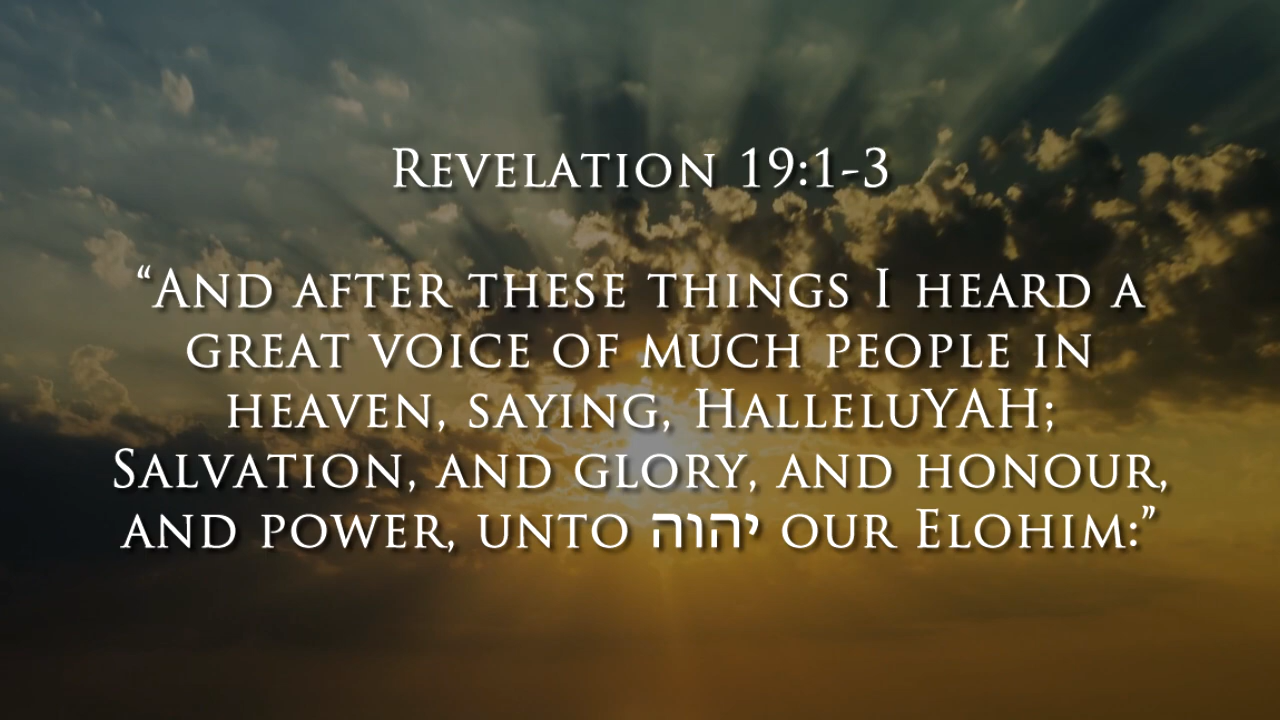 Revelation 19:1-3
“And after these things I heard a
great voice of much people in
heaven, saying, HalleluYAH;
Salvation, and glory, and honour,
and power, unto יהוה our Elohim:”